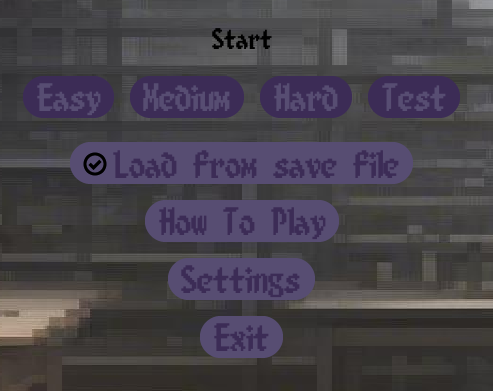 Start
Easy Medium Hard Test
Load from save file
How To Play
Settings
Exit